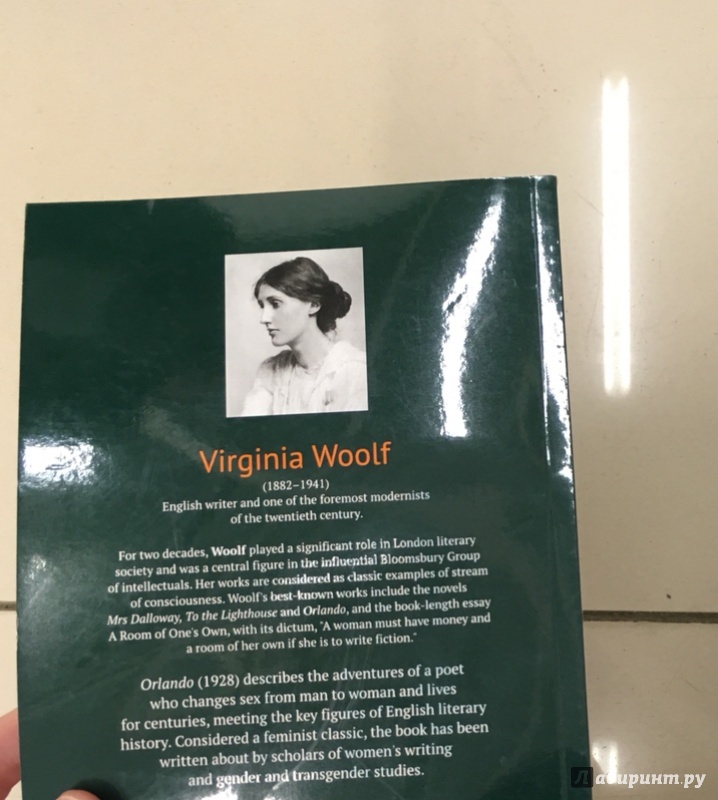 Virginia Woolf
(1882–1941)
English writer and one of the foremost modernists
of the twentieth century.
For two decades, Woolf played a significant role in London literary
society and was a central figure in the influential Bloomsbury Group
of intellectuals. Her works are considered as classic examples of stream
of consciousness. Woolf's best-known works include the novels
Mrs Dalloway, To the Lighthouse and Orlando, and the book-length essay
A Room of One's Own, with its dictum, "A woman must have money and
a room of her own if she is to write fiction."
Orlando (1928) describes the adventures of a poet
who changes sex from man to woman and lives
for centuries, meeting the key figures of English literary
history. Considered a feminist classic, the book has been
written about by scholars of women's writing
and gender and transgender studies.
Лабиринт.ру